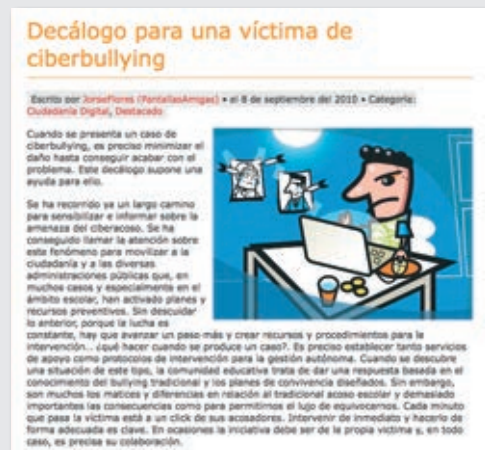 Decálogo para una víctima de
ciberbullying
Escrito por JorgeFlores (PantallasAmigas) • el 8 de septiembre del 2010 • Categoría:
Ciudadanía Digital, Destacado
Cuando se presenta un caso de
ciberbullying, es preciso minimizar el
daño hasta conseguir acabar con el
problema. Este decálogo supone una
ayuda para ello.
Se ha recorrido ya un largo camino
para sensibilizar e informar sobre la
amenaza del ciberacoso. Se ha
conseguido llamar la atención sobre
este fenómeno para movilizar a la
ciudadanía y a las diversas
administraciones públicas que, en
muchos casos y especialmente en el
ámbito escolar, han activado planes y
recursos preventivos. Sin descuidar
lo anterior, porque la lucha es
constante, hay que avanzar un paso más y crear recursos y procedimientos para la
intervención... ¿qué hacer cuando se produce un caso?. Es preciso establecer tanto servicios
de apoyo como protocolos de intervención para la gestión autónoma. Cuando se descubre
una situación de este tipo, la comunidad educativa trata de dar una respuesta basada en el
conocimiento del bullying tradicional y los planes de convivencia diseñados. Sin embargo,
son muchos los matices y diferencias en relación al tradicional acoso escolar y demasiado
importantes las consecuencias como para permitirnos el lujo de equivocarnos. Cada minuto
que pasa la víctima está a un click de sus acosadores. Intervenir de inmediato y hacerlo de
forma adecuada es clave. En ocasiones la iniciativa debe ser de la propia víctima y, en todo
caso, es precisa su colaboración.